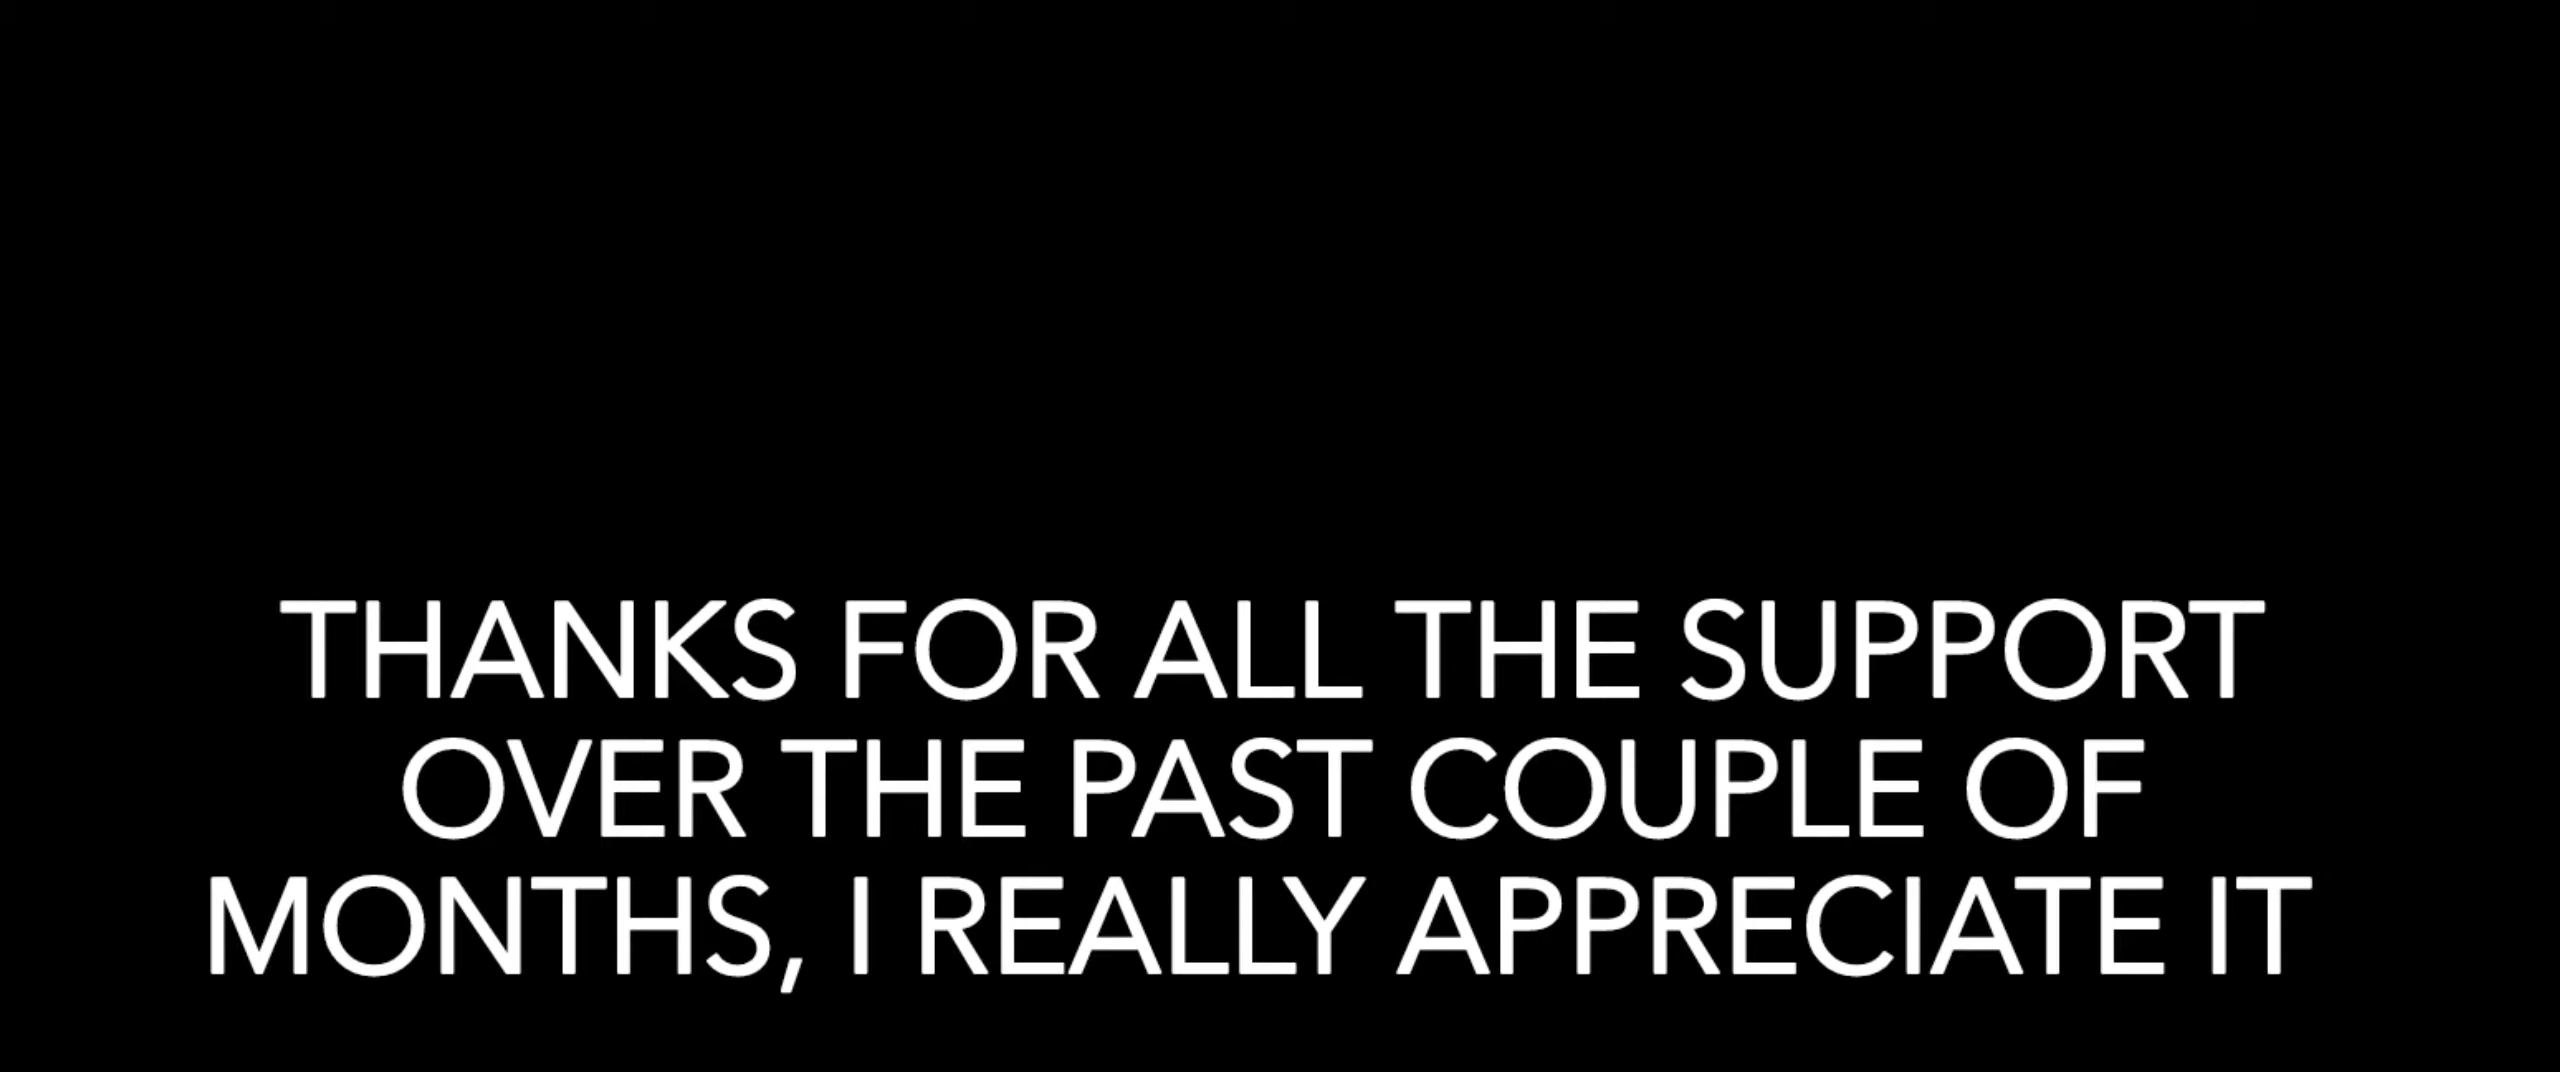 THANKS FOR ALL THE SUPPORT
OVER THE PAST COUPLE OF
MONTHS, I REALLY APPRECIATE IT